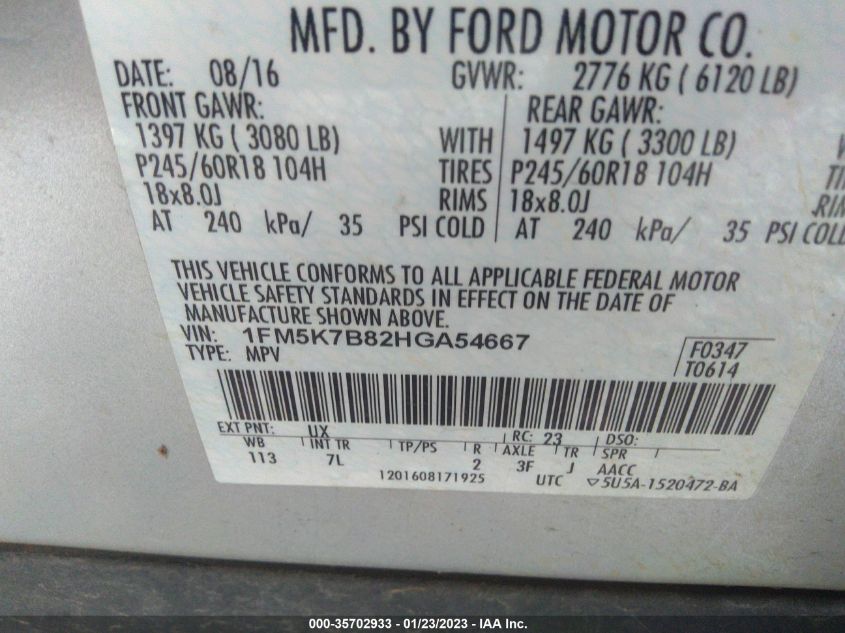 MFD. BY FORD MOTOR CO.
DATE: 08/16 GVWR: 2776 KG ( 6120 LB)
FRONT GAWR: REAR GAWR:
1397 KG ( 3080 LB) WITH 1497 KG ( 3300 LB)
P245/60R18 104H TIRES P245/60R18 104H
18x8.0J RIMS 18x8.0J
AT 240 kPa/ 35 PSI COLD AT 240 kPa/ 35 PSI COL
THIS VEHICLE CONFORMS TO ALL APPLICABLE FEDERAL MOTOR
VEHICLE SAFETY STANDARDS IN EFFECT ON THE DATE OF
MANUFACTURE SHOWN ABOVE.
VIN: 1FM5K7B82HGA54667
TYPE: MPV
F0347
T0614
EXT PNT: UX RC: 23 DSO:
WB INT TR TP/PS R AXLE TR SPR
113 7L 2 3F J AACC
1201608171925 UTC ▽5U5A-1520472-BA
000-35702933 - 01/23/2023 - IAA Inc.